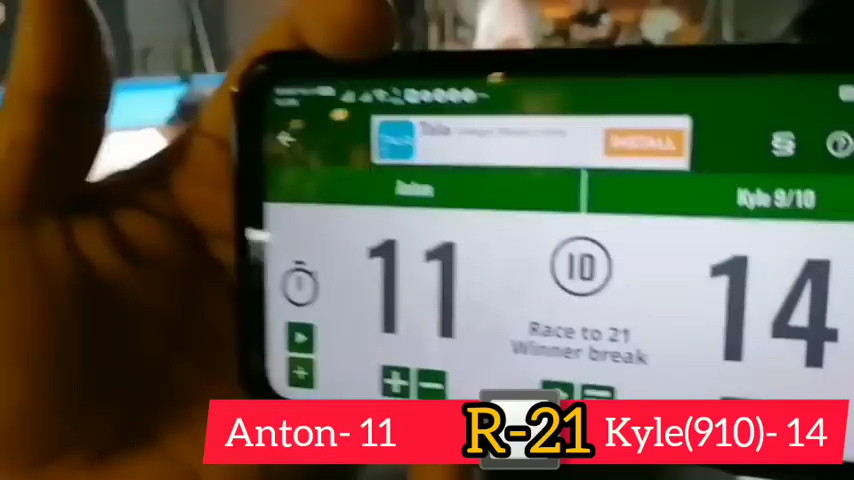 Tala
INSTALL
Anton
Kyle 9/10
11
10
14
Race to 21
Winner break
Anton- 11
R-21
Kyle(910)- 14